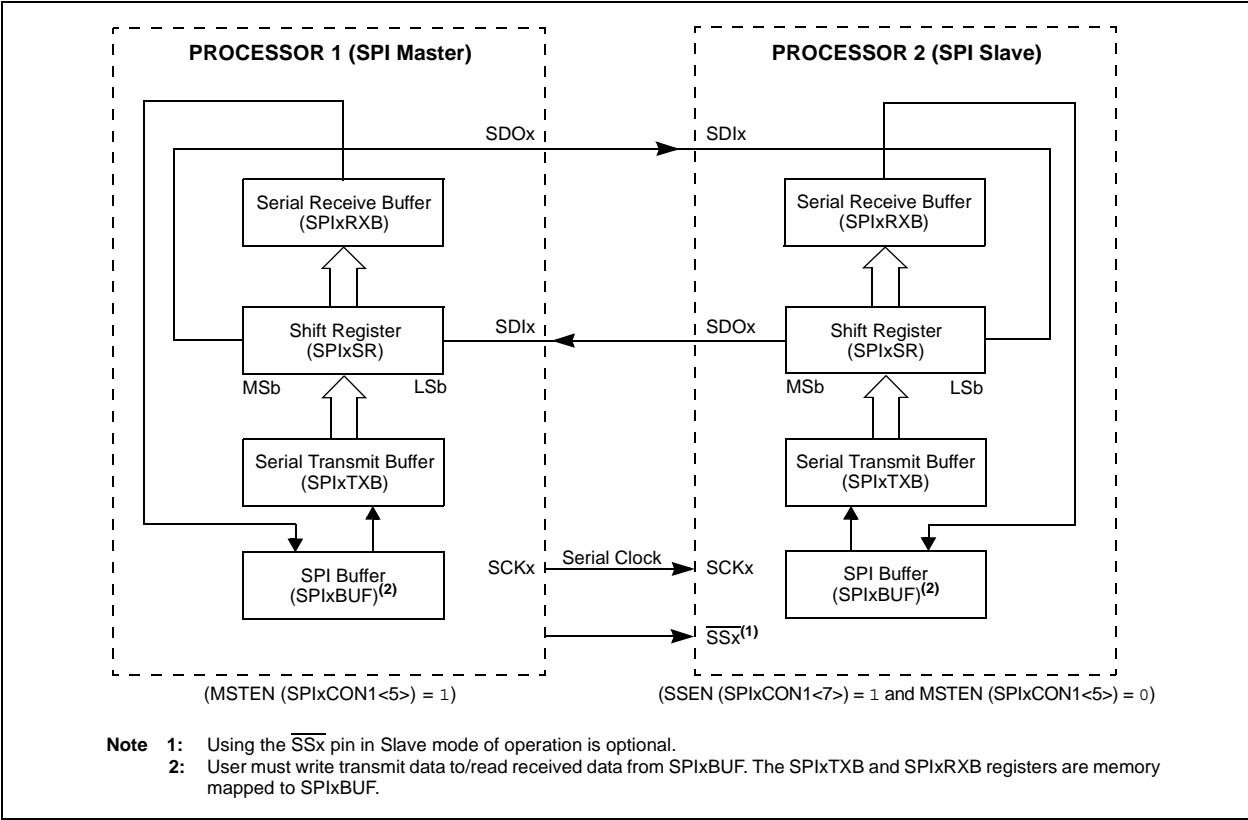 PROCESSOR 1 (SPI Master)
PROCESSOR 2 (SPI Slave)
SDOx
SDIx
Serial Receive Buffer
(SPIxRXB)
Serial Receive Buffer
(SPIxRXB)
Shift Register
(SPIxSR)
SDIx
SDOx
Shift Register
(SPIxSR)
MSb
LSb
MSb
LSb
Serial Transmit Buffer
(SPIxTXB)
Serial Transmit Buffer
(SPIxTXB)
SPI Buffer
(SPIxBUF)(2)
SCKx
Serial Clock
SCKx
SPI Buffer
(SPIxBUF)(2)
SSx(1)
(MSTEN (SPIxCON1<5>) = 1)
(SSEN (SPIxCON1<7>) = 1 and MSTEN (SPIxCON1<5>) = 0)
Note 1: Using the SSx pin in Slave mode of operation is optional.
2: User must write transmit data to/read received data from SPIxBUF. The SPIxTXB and SPIxRXB registers are memory
mapped to SPIxBUF.